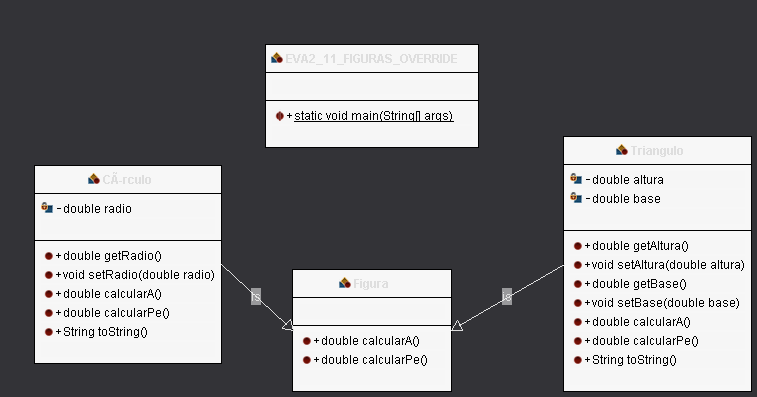 EVA2_11_FIGURAS_OVERRIDE
+ static void main(String[] args)
CÃ-rculo
- double radio
+ double getRadio()
+ void setRadio(double radio)
+ double calcularA()
+ double calcularPe()
+ String toString()
Is
Figura
+ double calcularA()
+ double calcularPe()
Is
Triangulo
- double altura
- double base
+ double getAltura()
+ void setAltura(double altura)
+ double getBase()
+ void setBase(double base)
+ double calcularA()
+ double calcularPe()
+ String toString()